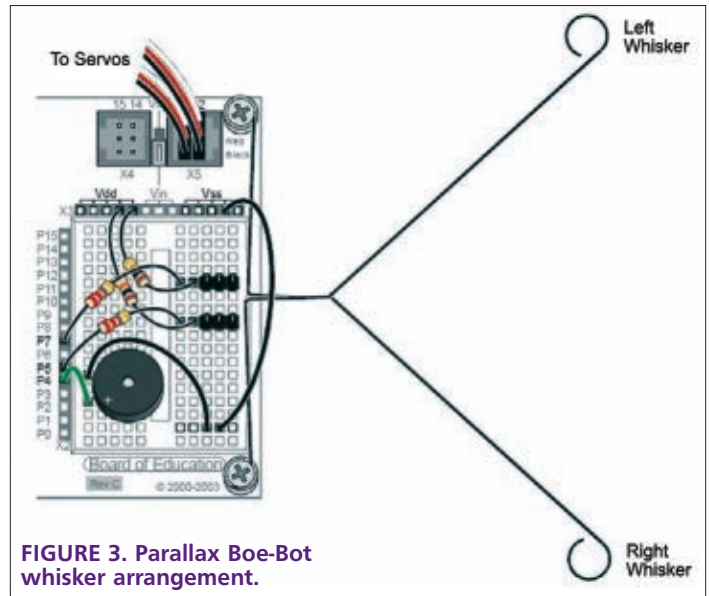 Left
Whisker
To Servos
15 14
2
Red
Black
X4
X5
Vdd
Vin
Vss
X3
P15
P14
P13
P12
P11
P10
P9
P8
P7
P6
P5
P4
P3
P2
P1
P0
X2
+
Board of Education
Rev C
© 2000-2003
FIGURE 3. Parallax Boe-Bot
whisker arrangement.
Right
Whisker